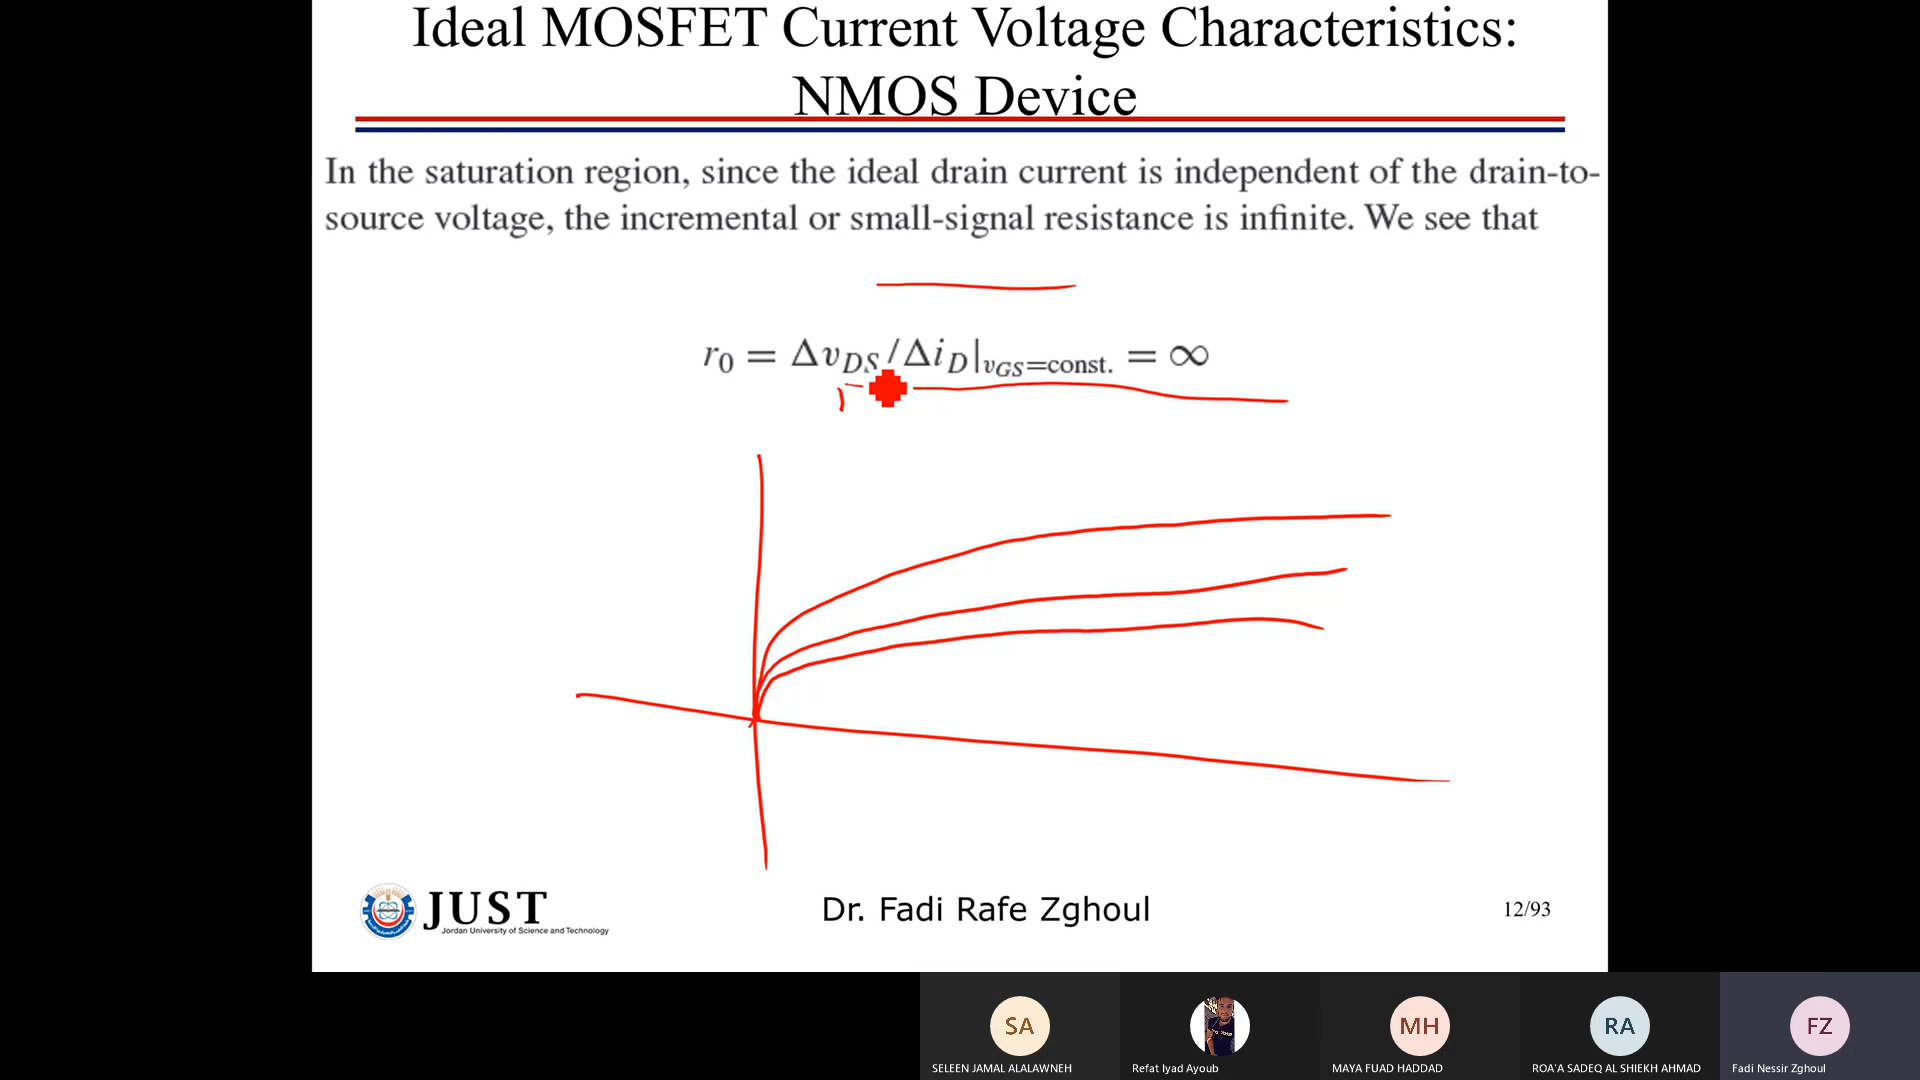 Ideal MOSFET Current Voltage Characteristics:
NMOS Device
In the saturation region, since the ideal drain current is independent of the drain-to-
source voltage, the incremental or small-signal resistance is infinite. We see that
r₀ = Δv_DS/Δi_D|_vGS=const. = ∞
JUST
Jordan University of Science and Technology
Dr. Fadi Rafe Zghoul
12/93
SA
MH
RA
FZ
SELEEN JAMAL ALALAWNEH
Refat Iyad Ayoub
MAYA FUAD HADDAD
ROA'A SADEQ AL SHIEKH AHMAD
Fadi Nessir Zghoul